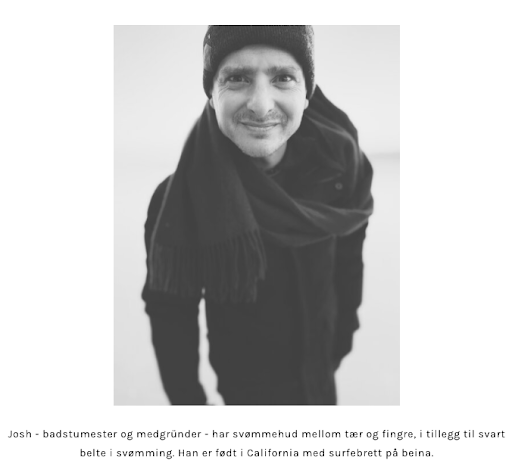 Josh - badstumester og medgründer - har svømmehud mellom tær og fingre, i tillegg til svart
belte i svømming. Han er født i California med surfebrett på beina.